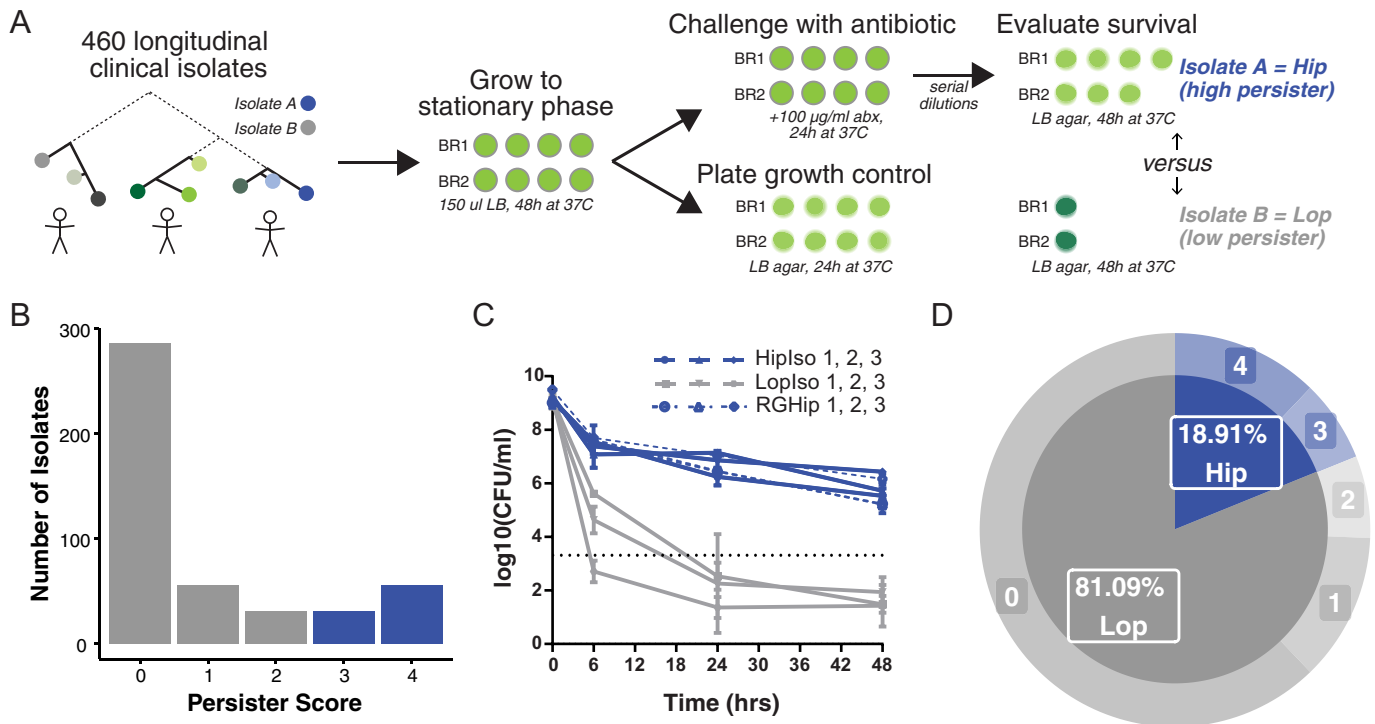 A
460 longitudinal
clinical isolates
Isolate A
Isolate B
Grow to
stationary phase
BR1
BR2
150 ul LB, 48h at 37C
Challenge with antibiotic
BR1
BR2
+100 µg/ml abx,
24h at 37C
Plate growth control
BR1
BR2
LB agar, 24h at 37C
serial
dilutions
Evaluate survival
BR1
BR2
LB agar, 48h at 37C
Isolate A = Hip
(high persister)
versus
BR1
BR2
LB agar, 48h at 37C
Isolate B = Lop
(low persister)
B
Number of Isolates
300
200
100
0
0 1 2 3 4
Persister Score
C
HipIso 1, 2, 3
LopIso 1, 2, 3
RGHip 1, 2, 3
log10(CFU/ml)
10
8
6
4
2
0
0 6 12 18 24 30 36 42 48
Time (hrs)
D
4
3
18.91%
Hip
2
81.09%
Lop
0
1